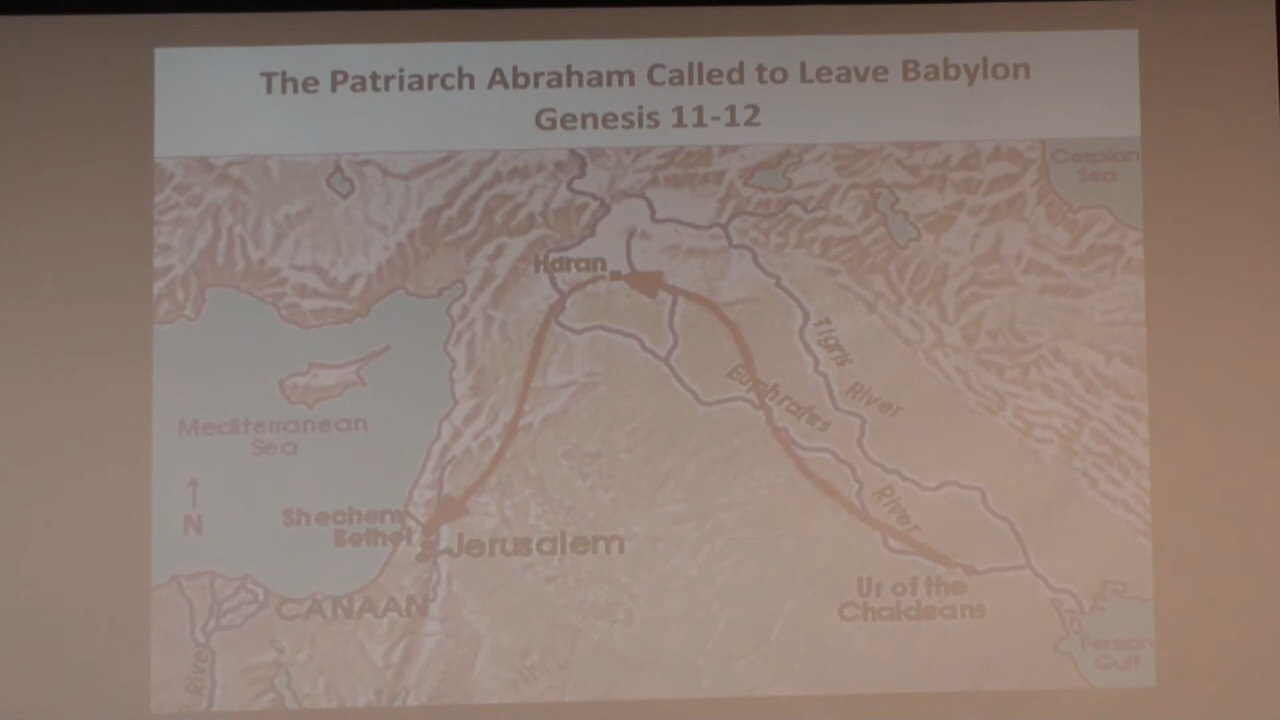 The Patriarch Abraham Called to Leave Babylon
Genesis 11-12
Caspian
Sea
Haran
Tigris
River
Euphrates
River
Mediterranean
Sea
N
Shechem
Bethel
Jerusalem
CANAAN
Ur of the
Chaldeans
Persian
Gulf
River